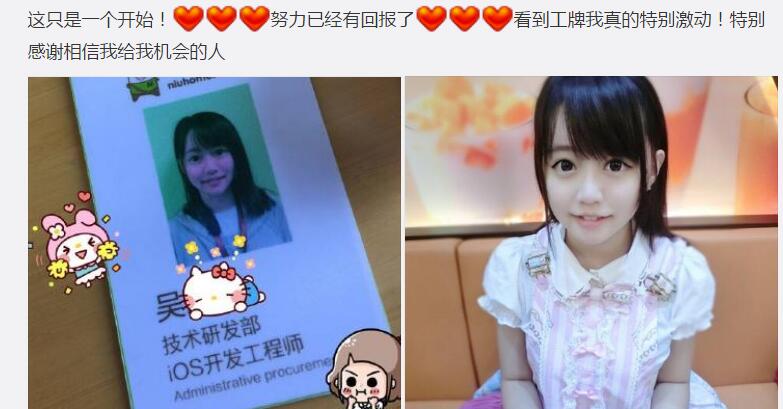 这只是一个开始！努力已经有回报了看到工牌我真的特别激动！特别
感谢相信我给我机会的人
niuhome
吴
技术研发部
iOS开发工程师
Administrative procureme